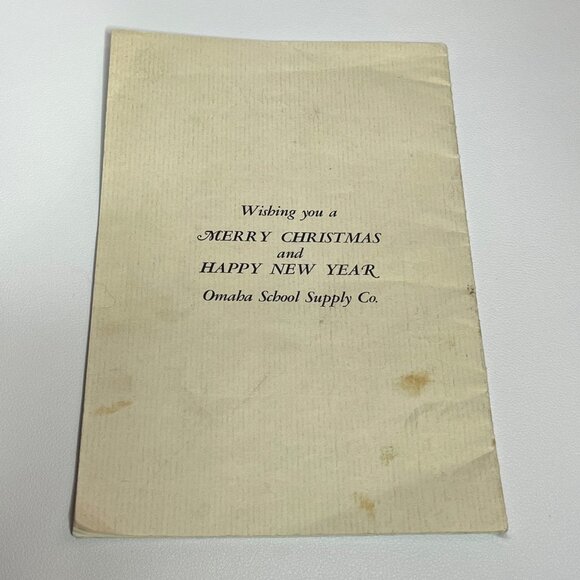 Wishing you a
MERRY CHRISTMAS
and
HAPPY NEW YEAR
Omaha School Supply Co.